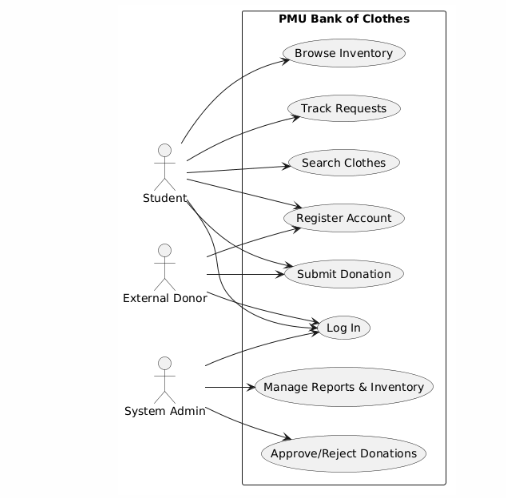 PMU Bank of Clothes
Browse Inventory
Track Requests
Search Clothes
Student
Register Account
External Donor
Submit Donation
Log In
System Admin
Manage Reports & Inventory
Approve/Reject Donations